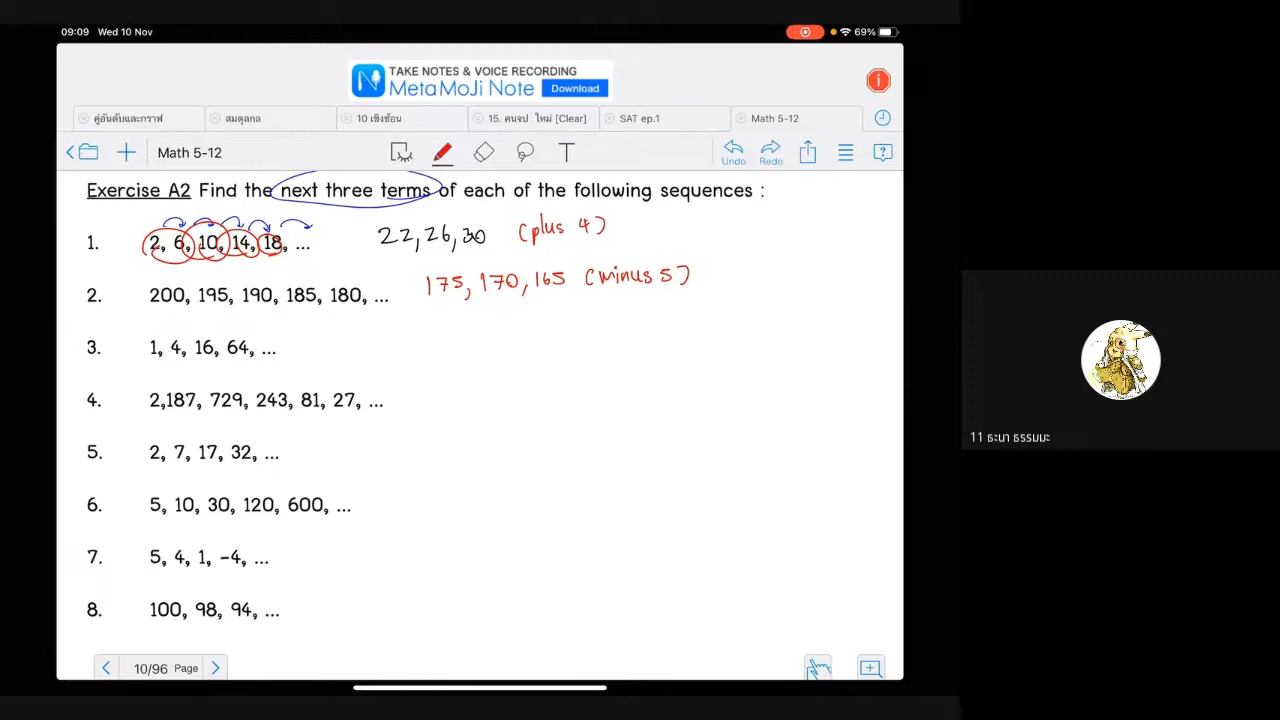 09:09 Wed 10 Nov 69%
TAKE NOTES & VOICE RECORDING
MetaMoJi Note Download
คู่อันดับและกราฟ สมดุลกล 10 เชิงซ้อน 15. คนจป ใหม่ [Clear] SAT ep.1 Math 5-12
Math 5-12 T Undo Redo
Exercise A2 Find the next three terms of each of the following sequences :
1. 2, 6, 10, 14, 18, ... 22, 26, 30 (plus 4)
175, 170, 165 (minus 5)
2. 200, 195, 190, 185, 180, ...
3. 1, 4, 16, 64, ...
4. 2,187, 729, 243, 81, 27, ...
5. 2, 7, 17, 32, ...
6. 5, 10, 30, 120, 600, ...
7. 5, 4, 1, -4, ...
8. 100, 98, 94, ...
10/96 Page
11 ธะนา ธรรมมะ